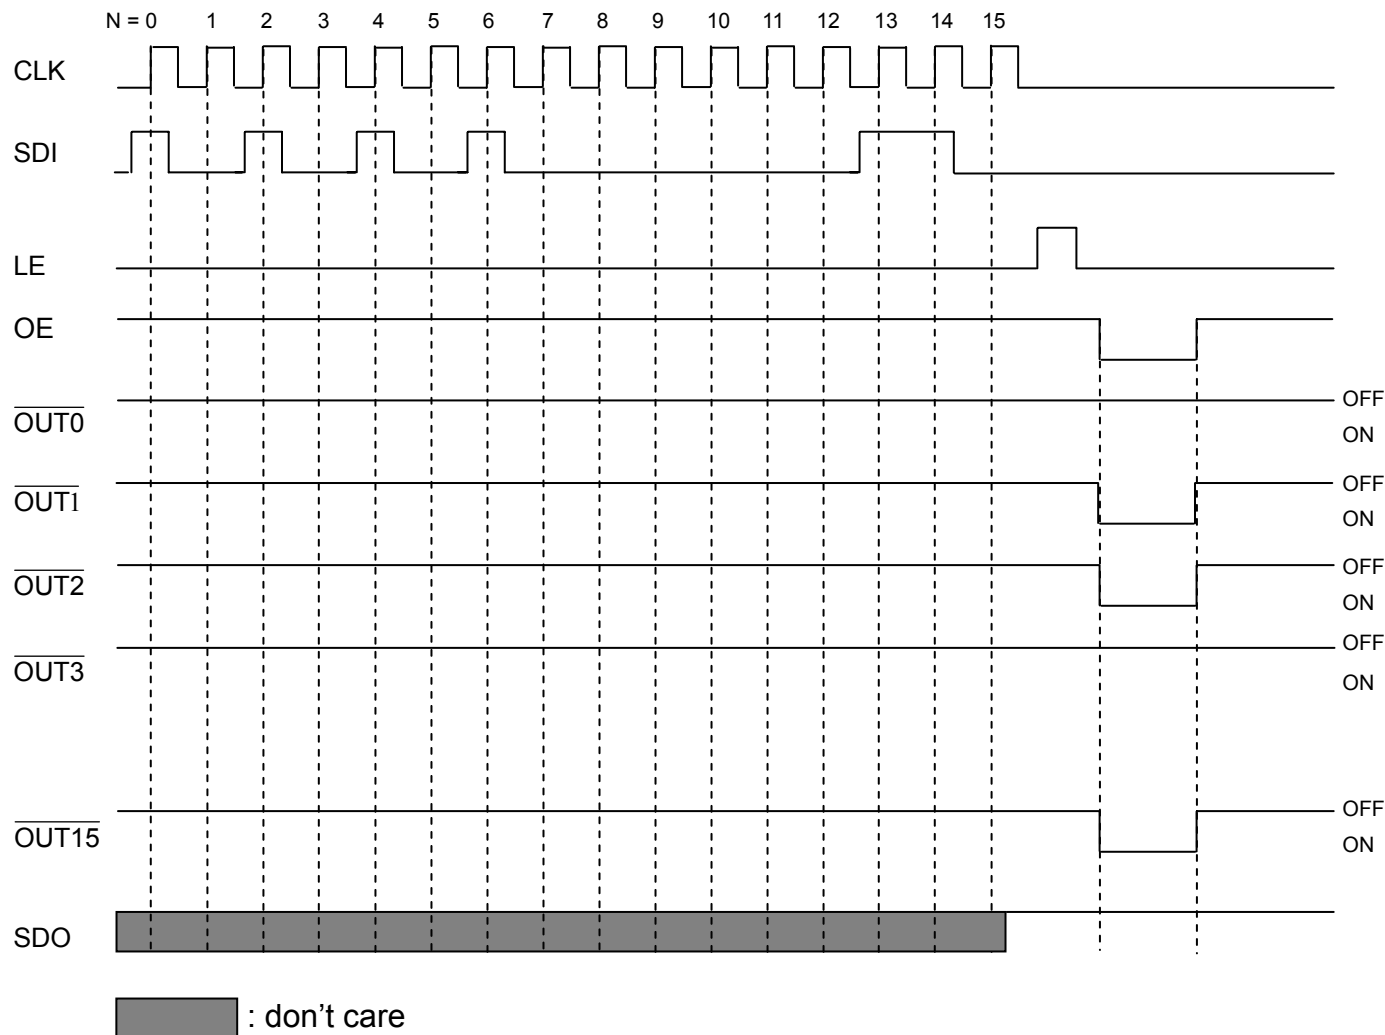 N = 0 1 2 3 4 5 6 7 8 9 10 11 12 13 14 15
CLK
SDI
LE
OE
OUT0
OFF
ON
OUT1
OFF
ON
OUT2
OFF
ON
OUT3
OFF
ON
OUT15
OFF
ON
SDO
: don’t care